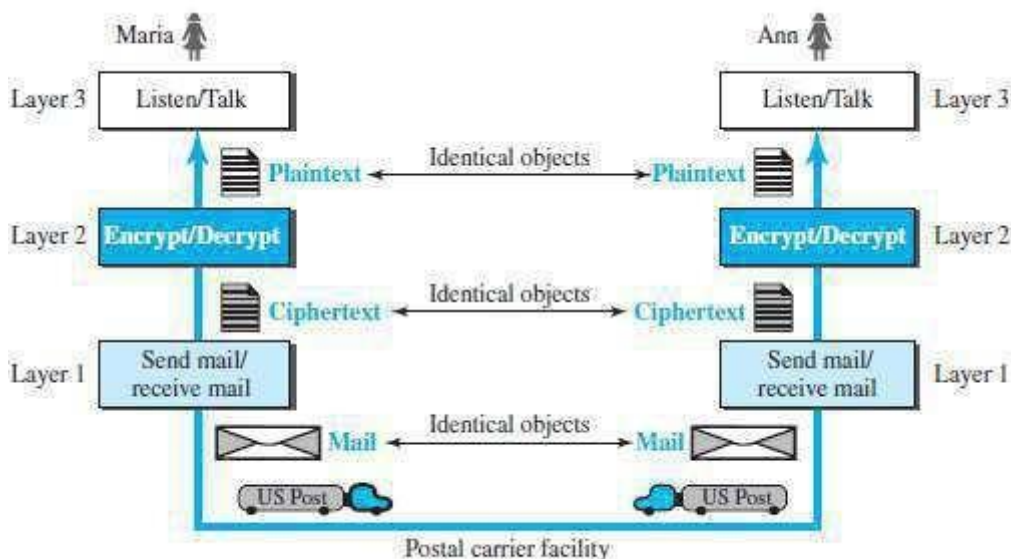 Maria
Ann
Layer 3
Listen/Talk
Listen/Talk
Layer 3
Identical objects
Plaintext
Plaintext
Layer 2
Encrypt/Decrypt
Encrypt/Decrypt
Layer 2
Identical objects
Ciphertext
Ciphertext
Layer 1
Send mail/
receive mail
Send mail/
receive mail
Layer 1
Identical objects
Mail
Mail
US Post
US Post
Postal carrier facility